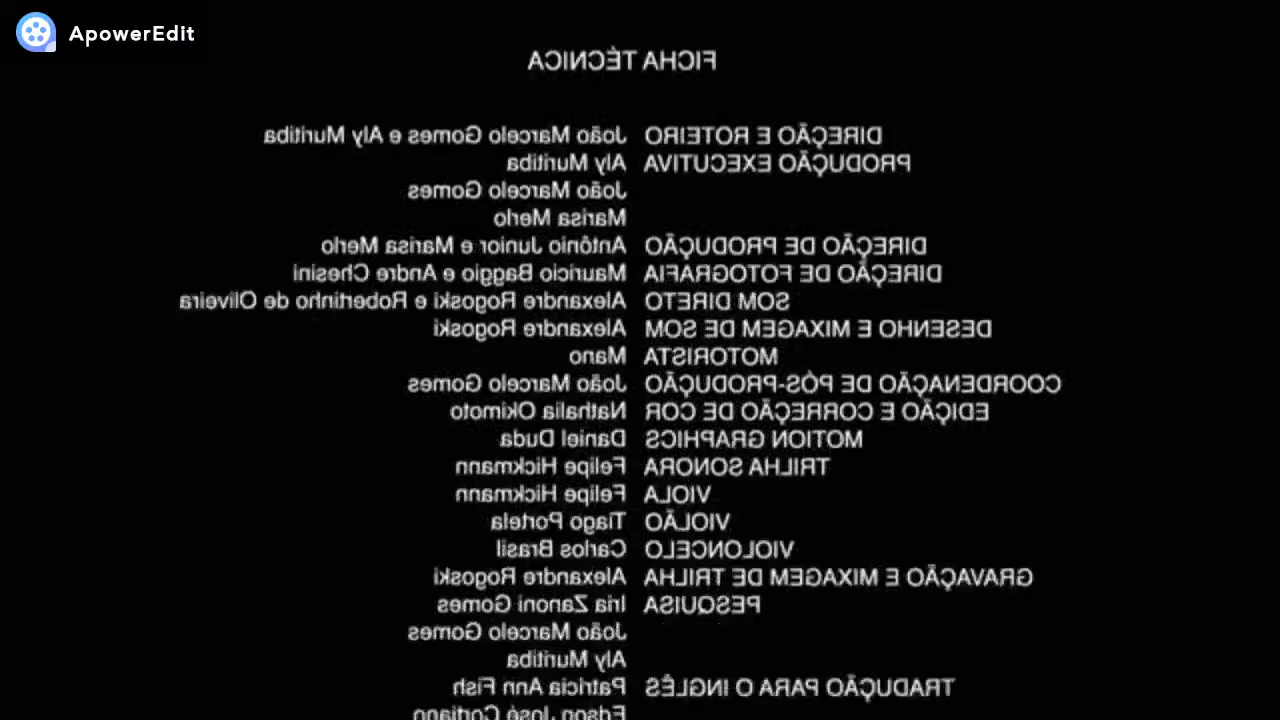 ApowerEdit
FICHA TÉCNICA
DIREÇÃO E ROTEIRO João Marcelo Gomes e Aly Muritiba
PRODUÇÃO EXECUTIVA Aly Muritiba
João Marcelo Gomes
Marisa Merlo
DIREÇÃO DE PRODUÇÃO Antônio Junior e Marisa Merlo
DIREÇÃO DE FOTOGRAFIA Mauricio Baggio e Andre Chesini
SOM DIRETO Alexandre Rogoski e Robertinho de Oliveira
DESENHO E MIXAGEM DE SOM Alexandre Rogoski
MOTORISTA Mano
COORDENAÇÃO DE PÓS-PRODUÇÃO João Marcelo Gomes
EDIÇÃO E CORREÇÃO DE COR Nathalia Okimoto
MOTION GRAPHICS Daniel Duda
TRILHA SONORA Felipe Hickmann
VIOLA Felipe Hickmann
VIOLÃO Tiago Portela
VIOLONCELO Carlos Brasil
GRAVAÇÃO E MIXAGEM DE TRILHA Alexandre Rogoski
PESQUISA Iria Zanoni Gomes
João Marcelo Gomes
Aly Muritiba
TRADUÇÃO PARA O INGLÊS Patricia Ann Fish
Edson José Cortiano